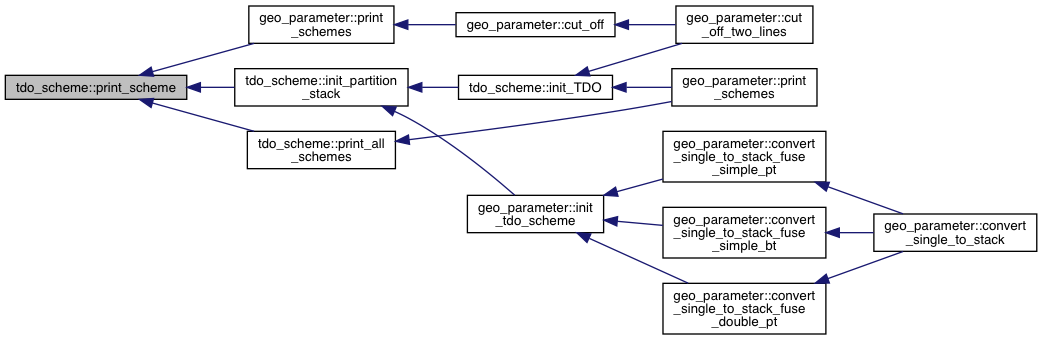 geo_parameter::print
_schemes
geo_parameter::cut_off
geo_parameter::cut
_off_two_lines
tdo_scheme::print_scheme
tdo_scheme::init_partition
_stack
tdo_scheme::init_TDO
geo_parameter::print
_schemes
tdo_scheme::print_all
_schemes
geo_parameter::convert
_single_to_stack_fuse
_simple_pt
geo_parameter::init
_tdo_scheme
geo_parameter::convert
_single_to_stack_fuse
_simple_bt
geo_parameter::convert
_single_to_stack
geo_parameter::convert
_single_to_stack_fuse
_double_pt